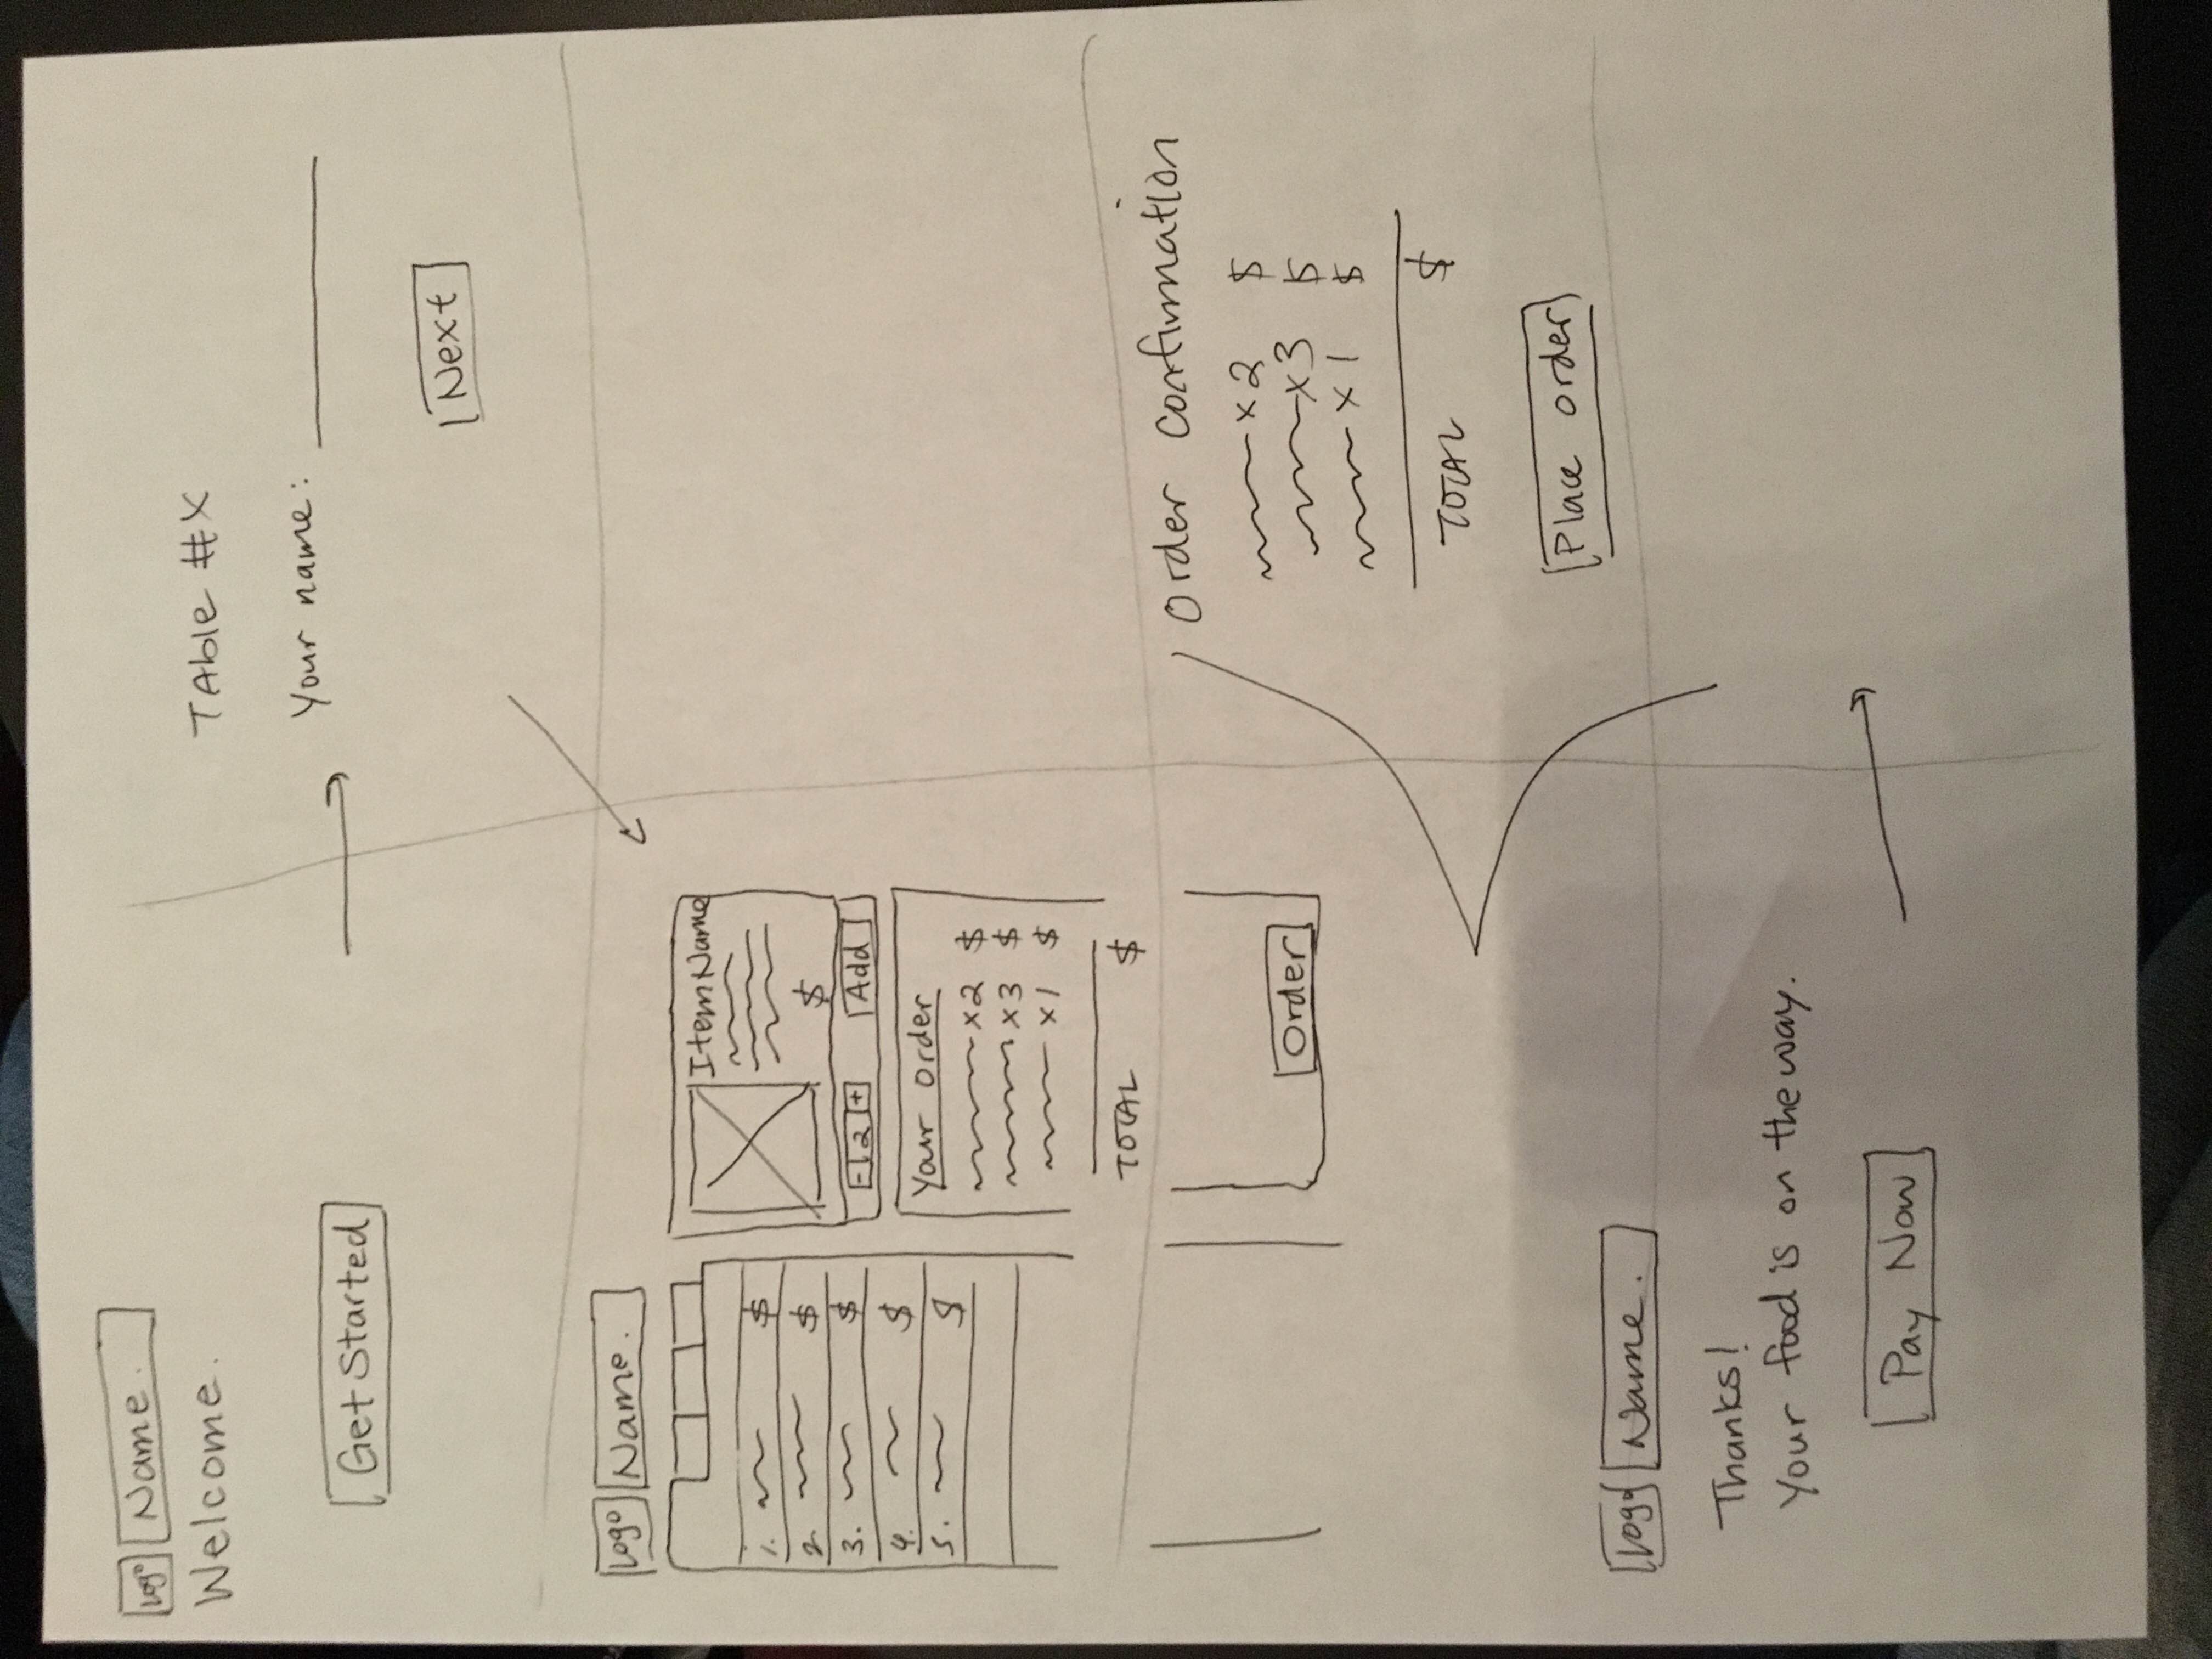 Logo Name.
Welcome.
Get Started
TAble #X
Your name:
Next
Logo Name.
1. $
2. $
3. $
4. $
5. $
Item Name
$
- 2 + Add
Your order
x2 $
x3 $
x1 $
TOTAL $
Order
Order Confirmation
x2 $
x3 $
x1 $
TOTAL $
Place order
Logo Name.
Thanks!
Your food is on the way.
Pay Now